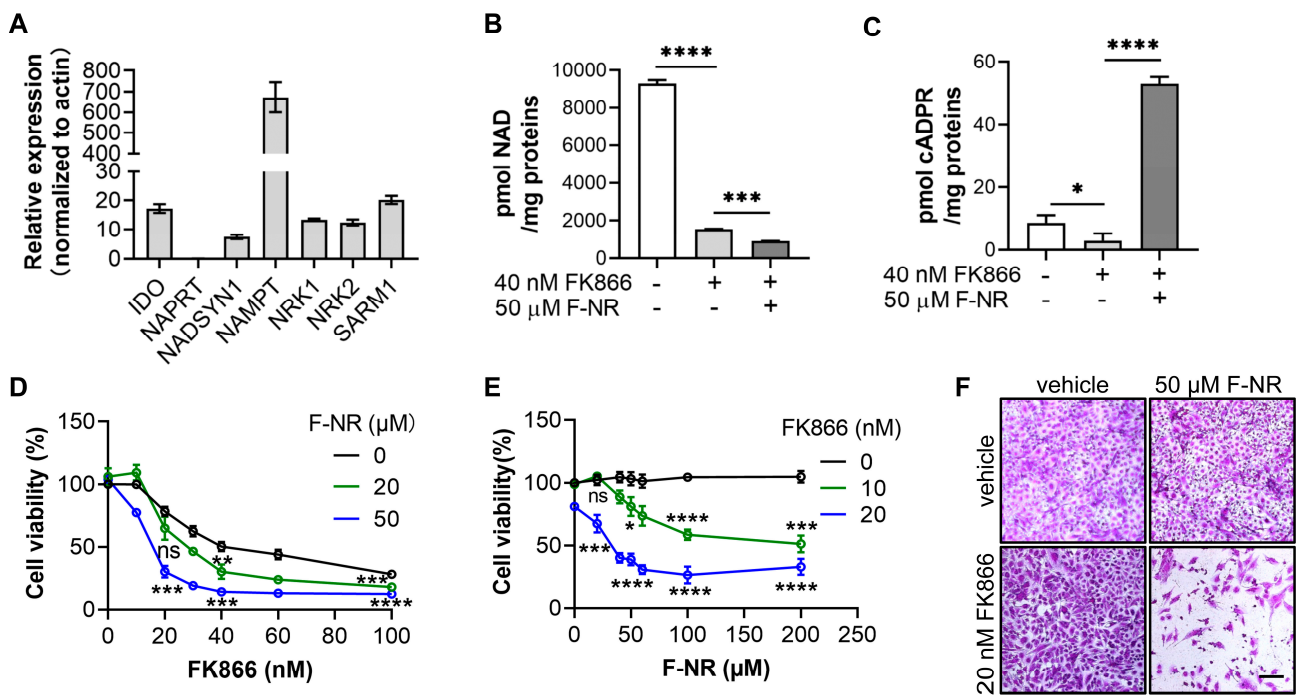 A
Relative expression
(normalized to actin)
800
700
600
500
400
30
20
10
0
IDO
NAPRT
NADSYN1
NAMPT
NRK1
NRK2
SARM1
B
pmol NAD
/mg proteins
10000
8000
6000
4000
2000
0
****
***
40 nM FK866 - + +
50 μM F-NR - - +
C
pmol cADPR
/mg proteins
60
40
20
0
****
*
40 nM FK866 - + +
50 μM F-NR - - +
D
Cell viability (%)
150
100
50
0
F-NR (μM)
0
20
50
ns
**
***
***
***
****
0 20 40 60 80 100
FK866 (nM)
E
Cell viability(%)
150
100
50
0
FK866 (nM)
0
10
20
ns
*
****
***
***
****
****
****
0 50 100 150 200 250
F-NR (μM)
F
vehicle 50 μM F-NR
vehicle
20 nM FK866